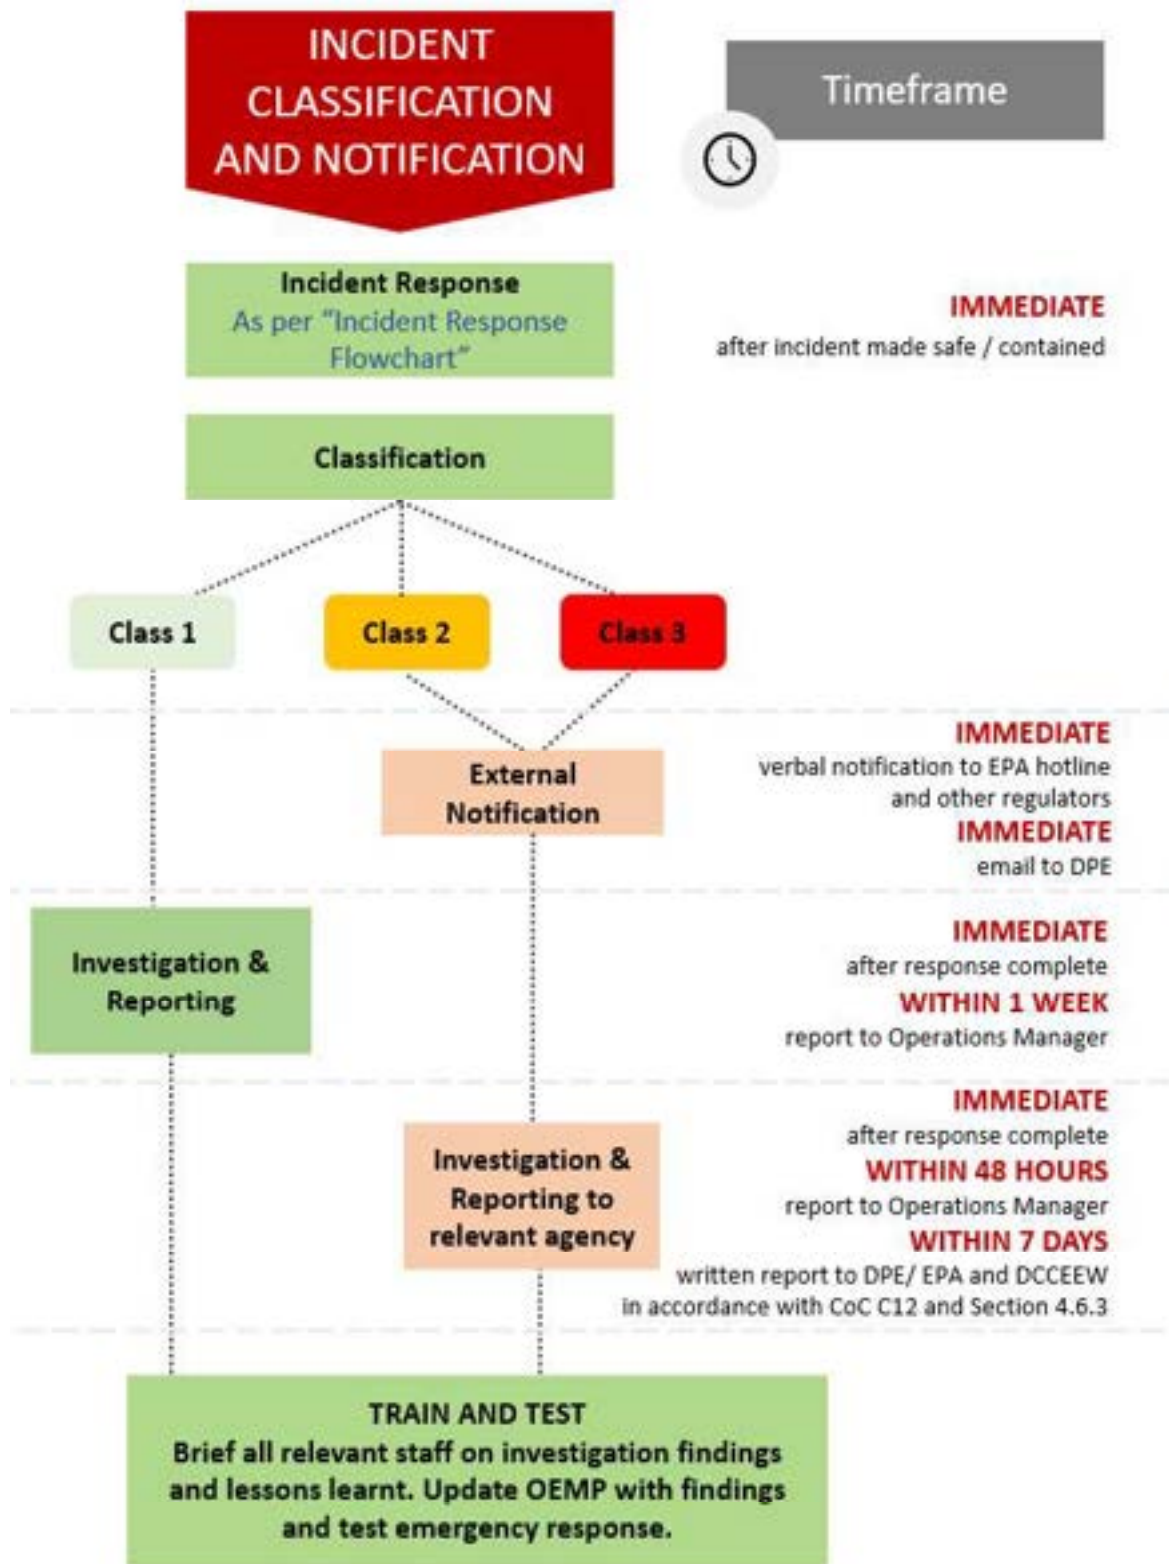 INCIDENT
CLASSIFICATION
AND NOTIFICATION
Timeframe
Incident Response
As per “Incident Response
Flowchart”
IMMEDIATE
after incident made safe / contained
Classification
Class 1
Class 2
Class 3
External
Notification
IMMEDIATE
verbal notification to EPA hotline
and other regulators
IMMEDIATE
email to DPE
Investigation &
Reporting
IMMEDIATE
after response complete
WITHIN 1 WEEK
report to Operations Manager
Investigation &
Reporting to
relevant agency
IMMEDIATE
after response complete
WITHIN 48 HOURS
report to Operations Manager
WITHIN 7 DAYS
written report to DPE/ EPA and DCCEEW
in accordance with CoC C12 and Section 4.6.3
TRAIN AND TEST
Brief all relevant staff on investigation findings
and lessons learnt. Update OEMP with findings
and test emergency response.